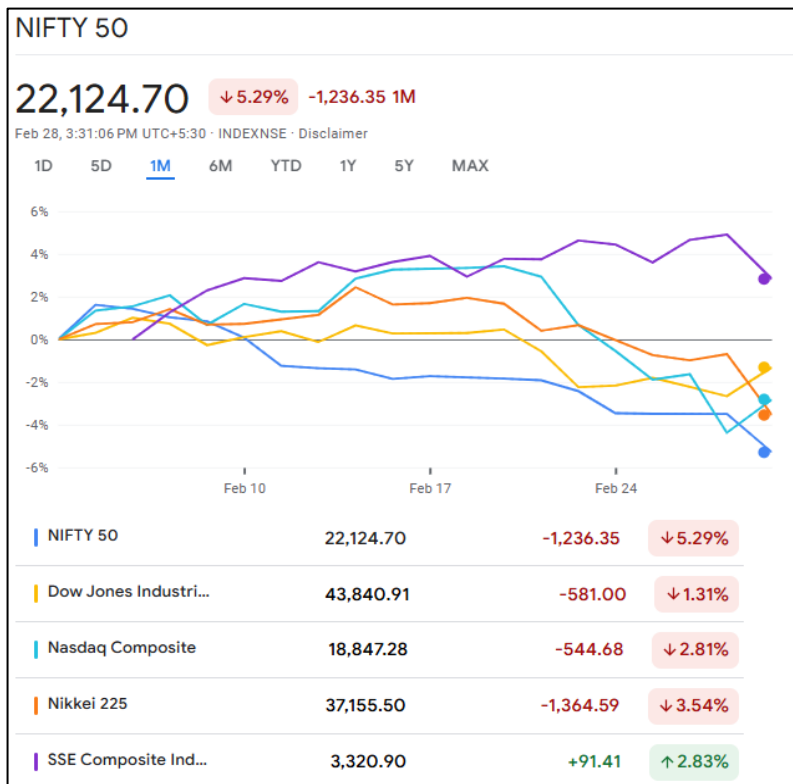 NIFTY 50
22,124.70 ↓5.29% -1,236.35 1M
Feb 28, 3:31:06 PM UTC+5:30 · INDEXNSE · Disclaimer
1D 5D 1M 6M YTD 1Y 5Y MAX
6%
4%
2%
0%
-2%
-4%
-6%
Feb 10 Feb 17 Feb 24
NIFTY 50 22,124.70 -1,236.35 ↓5.29%
Dow Jones Industri... 43,840.91 -581.00 ↓1.31%
Nasdaq Composite 18,847.28 -544.68 ↓2.81%
Nikkei 225 37,155.50 -1,364.59 ↓3.54%
SSE Composite Ind... 3,320.90 +91.41 ↑2.83%